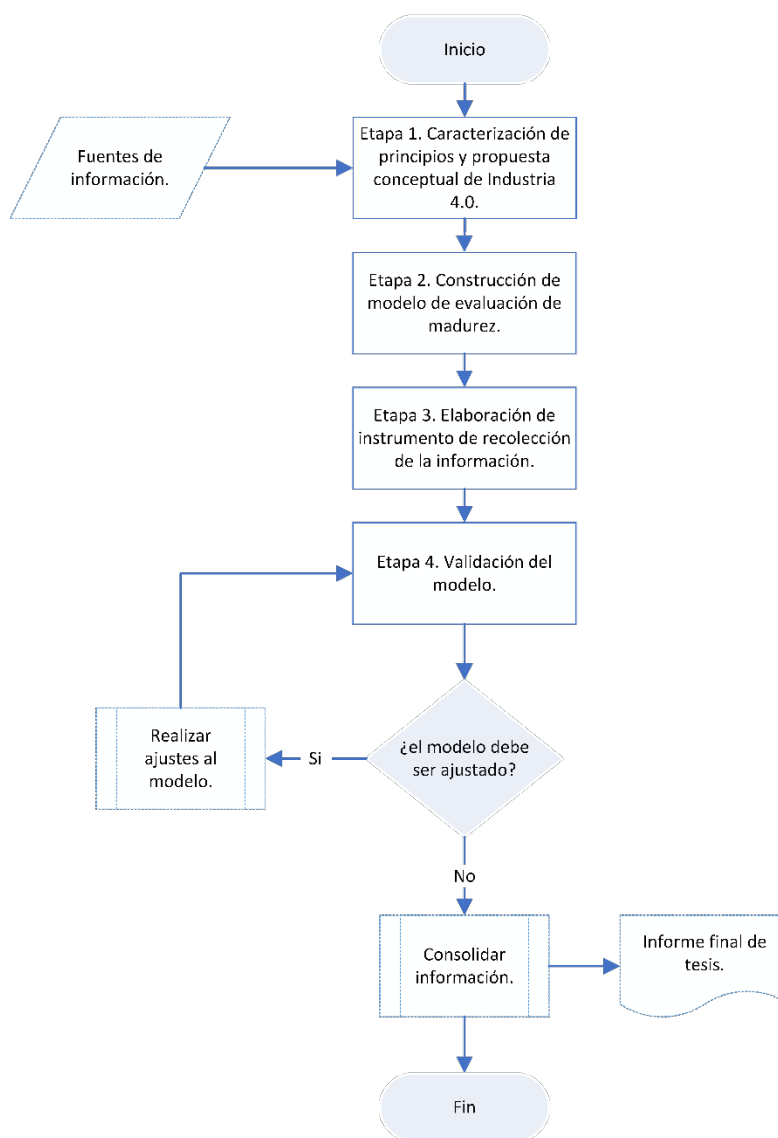 Inicio
Fuentes de
información.
Etapa 1. Caracterización de
principios y propuesta
conceptual de Industria
4.0.
Etapa 2. Construcción de
modelo de evaluación de
madurez.
Etapa 3. Elaboración de
instrumento de recolección
de la información.
Etapa 4. Validación del
modelo.
¿el modelo debe
ser ajustado?
Si
Realizar
ajustes al
modelo.
No
Consolidar
información.
Informe final de
tesis.
Fin